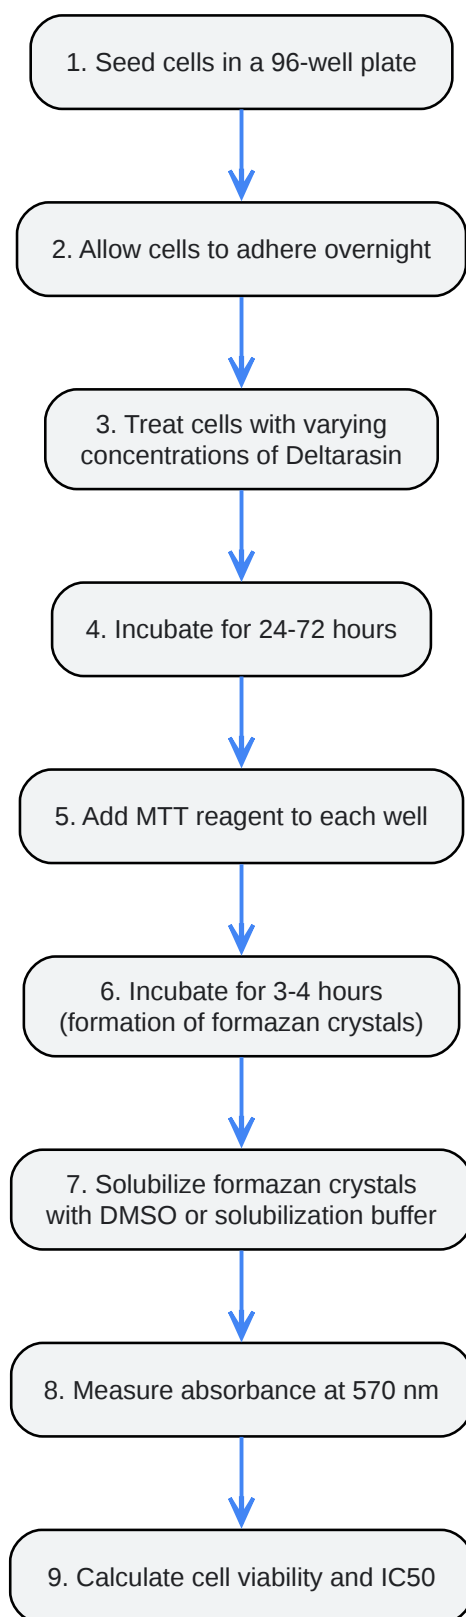 1. Seed cells in a 96-well plate
2. Allow cells to adhere overnight
3. Treat cells with varying
concentrations of Deltarasin
4. Incubate for 24-72 hours
5. Add MTT reagent to each well
6. Incubate for 3-4 hours
(formation of formazan crystals)
7. Solubilize formazan crystals
with DMSO or solubilization buffer
8. Measure absorbance at 570 nm
9. Calculate cell viability and IC50